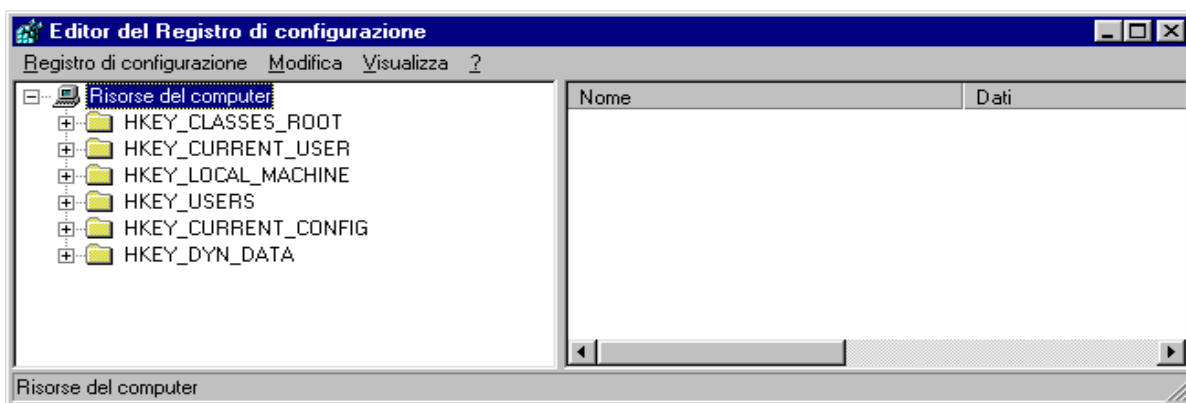 Editor del Registro di configurazione
Registro di configurazione Modifica Visualizza ?
Risorse del computer
HKEY_CLASSES_ROOT
HKEY_CURRENT_USER
HKEY_LOCAL_MACHINE
HKEY_USERS
HKEY_CURRENT_CONFIG
HKEY_DYN_DATA
Nome Dati
Risorse del computer